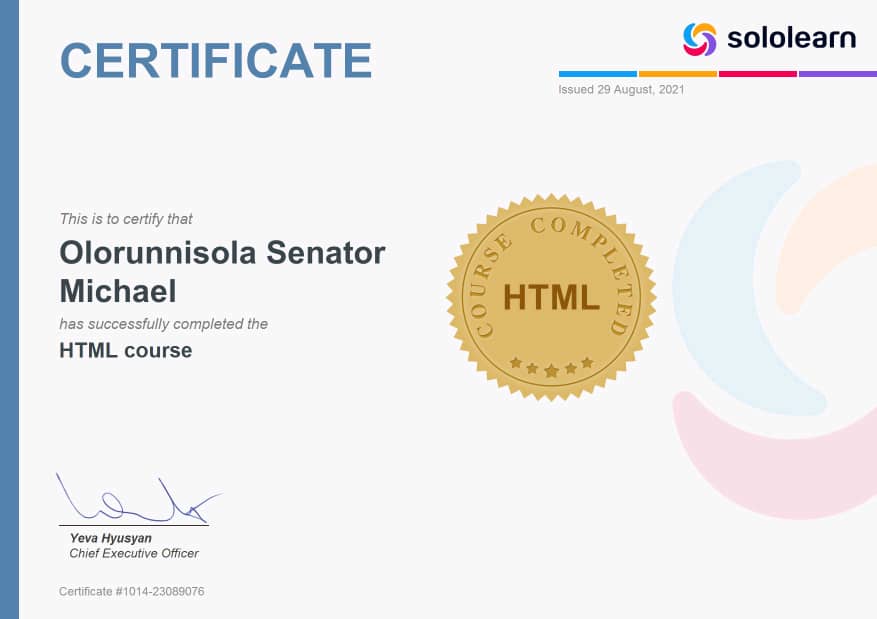 CERTIFICATE
sololearn
Issued 29 August, 2021
This is to certify that
Olorunnisola Senator
Michael
has successfully completed the
HTML course
COURSE COMPLETED
HTML
Yeva Hyusyan
Chief Executive Officer
Certificate #1014-23089076